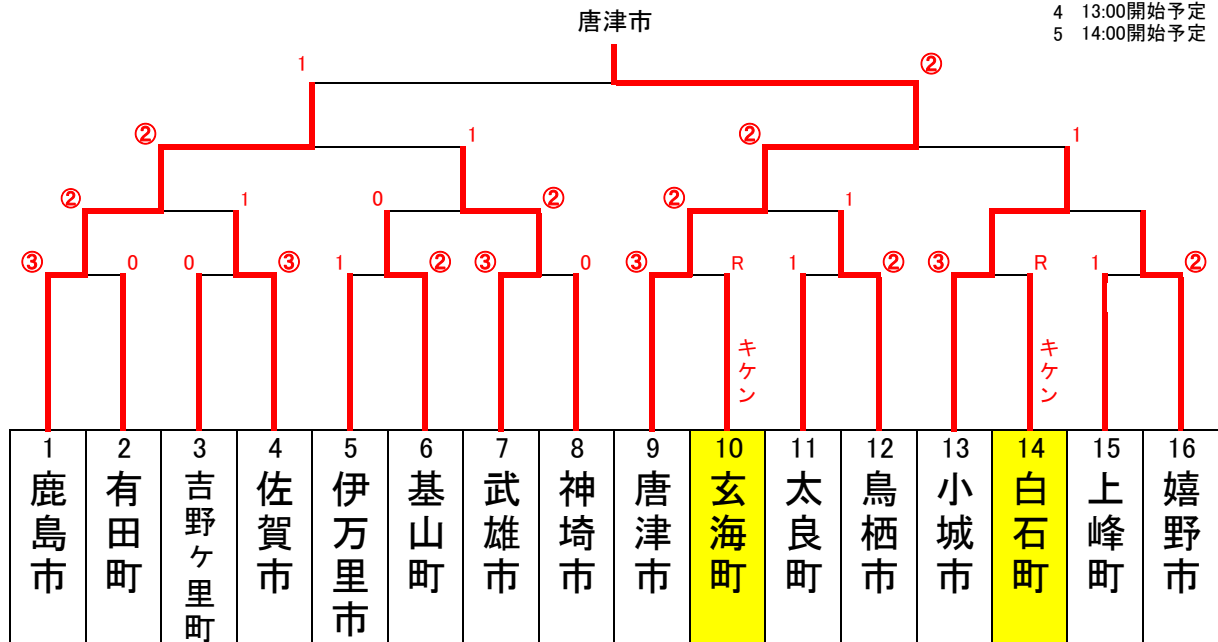 唐津市
4 13:00開始予定
5 14:00開始予定
1 ②
② 1 ② 1
② 1 0 ② ② 1
③ 0 0 ③ 1 ② ③ 0 ③ R 1 ② ③ R 1 ②
キケン キケン
1 2 3 4 5 6 7 8 9 10 11 12 13 14 15 16
鹿島市
有田町
吉野ヶ里町
佐賀市
伊万里市
基山町
武雄市
神埼市
唐津市
玄海町
太良町
鳥栖市
小城市
白石町
上峰町
嬉野市